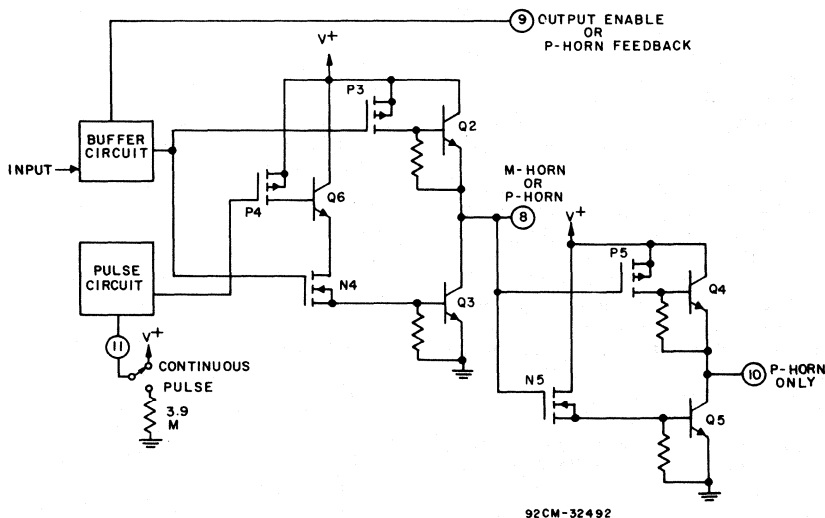 9 OUTPUT ENABLE
OR
P-HORN FEEDBACK
V+
P3
Q2
BUFFER
CIRCUIT
INPUT
P4
Q6
M-HORN
OR
P-HORN
8
V+
P5
Q4
PULSE
CIRCUIT
N4
Q3
11
V+
CONTINUOUS
PULSE
3.9
M
N5
10 P-HORN
ONLY
Q5
92CM-32492